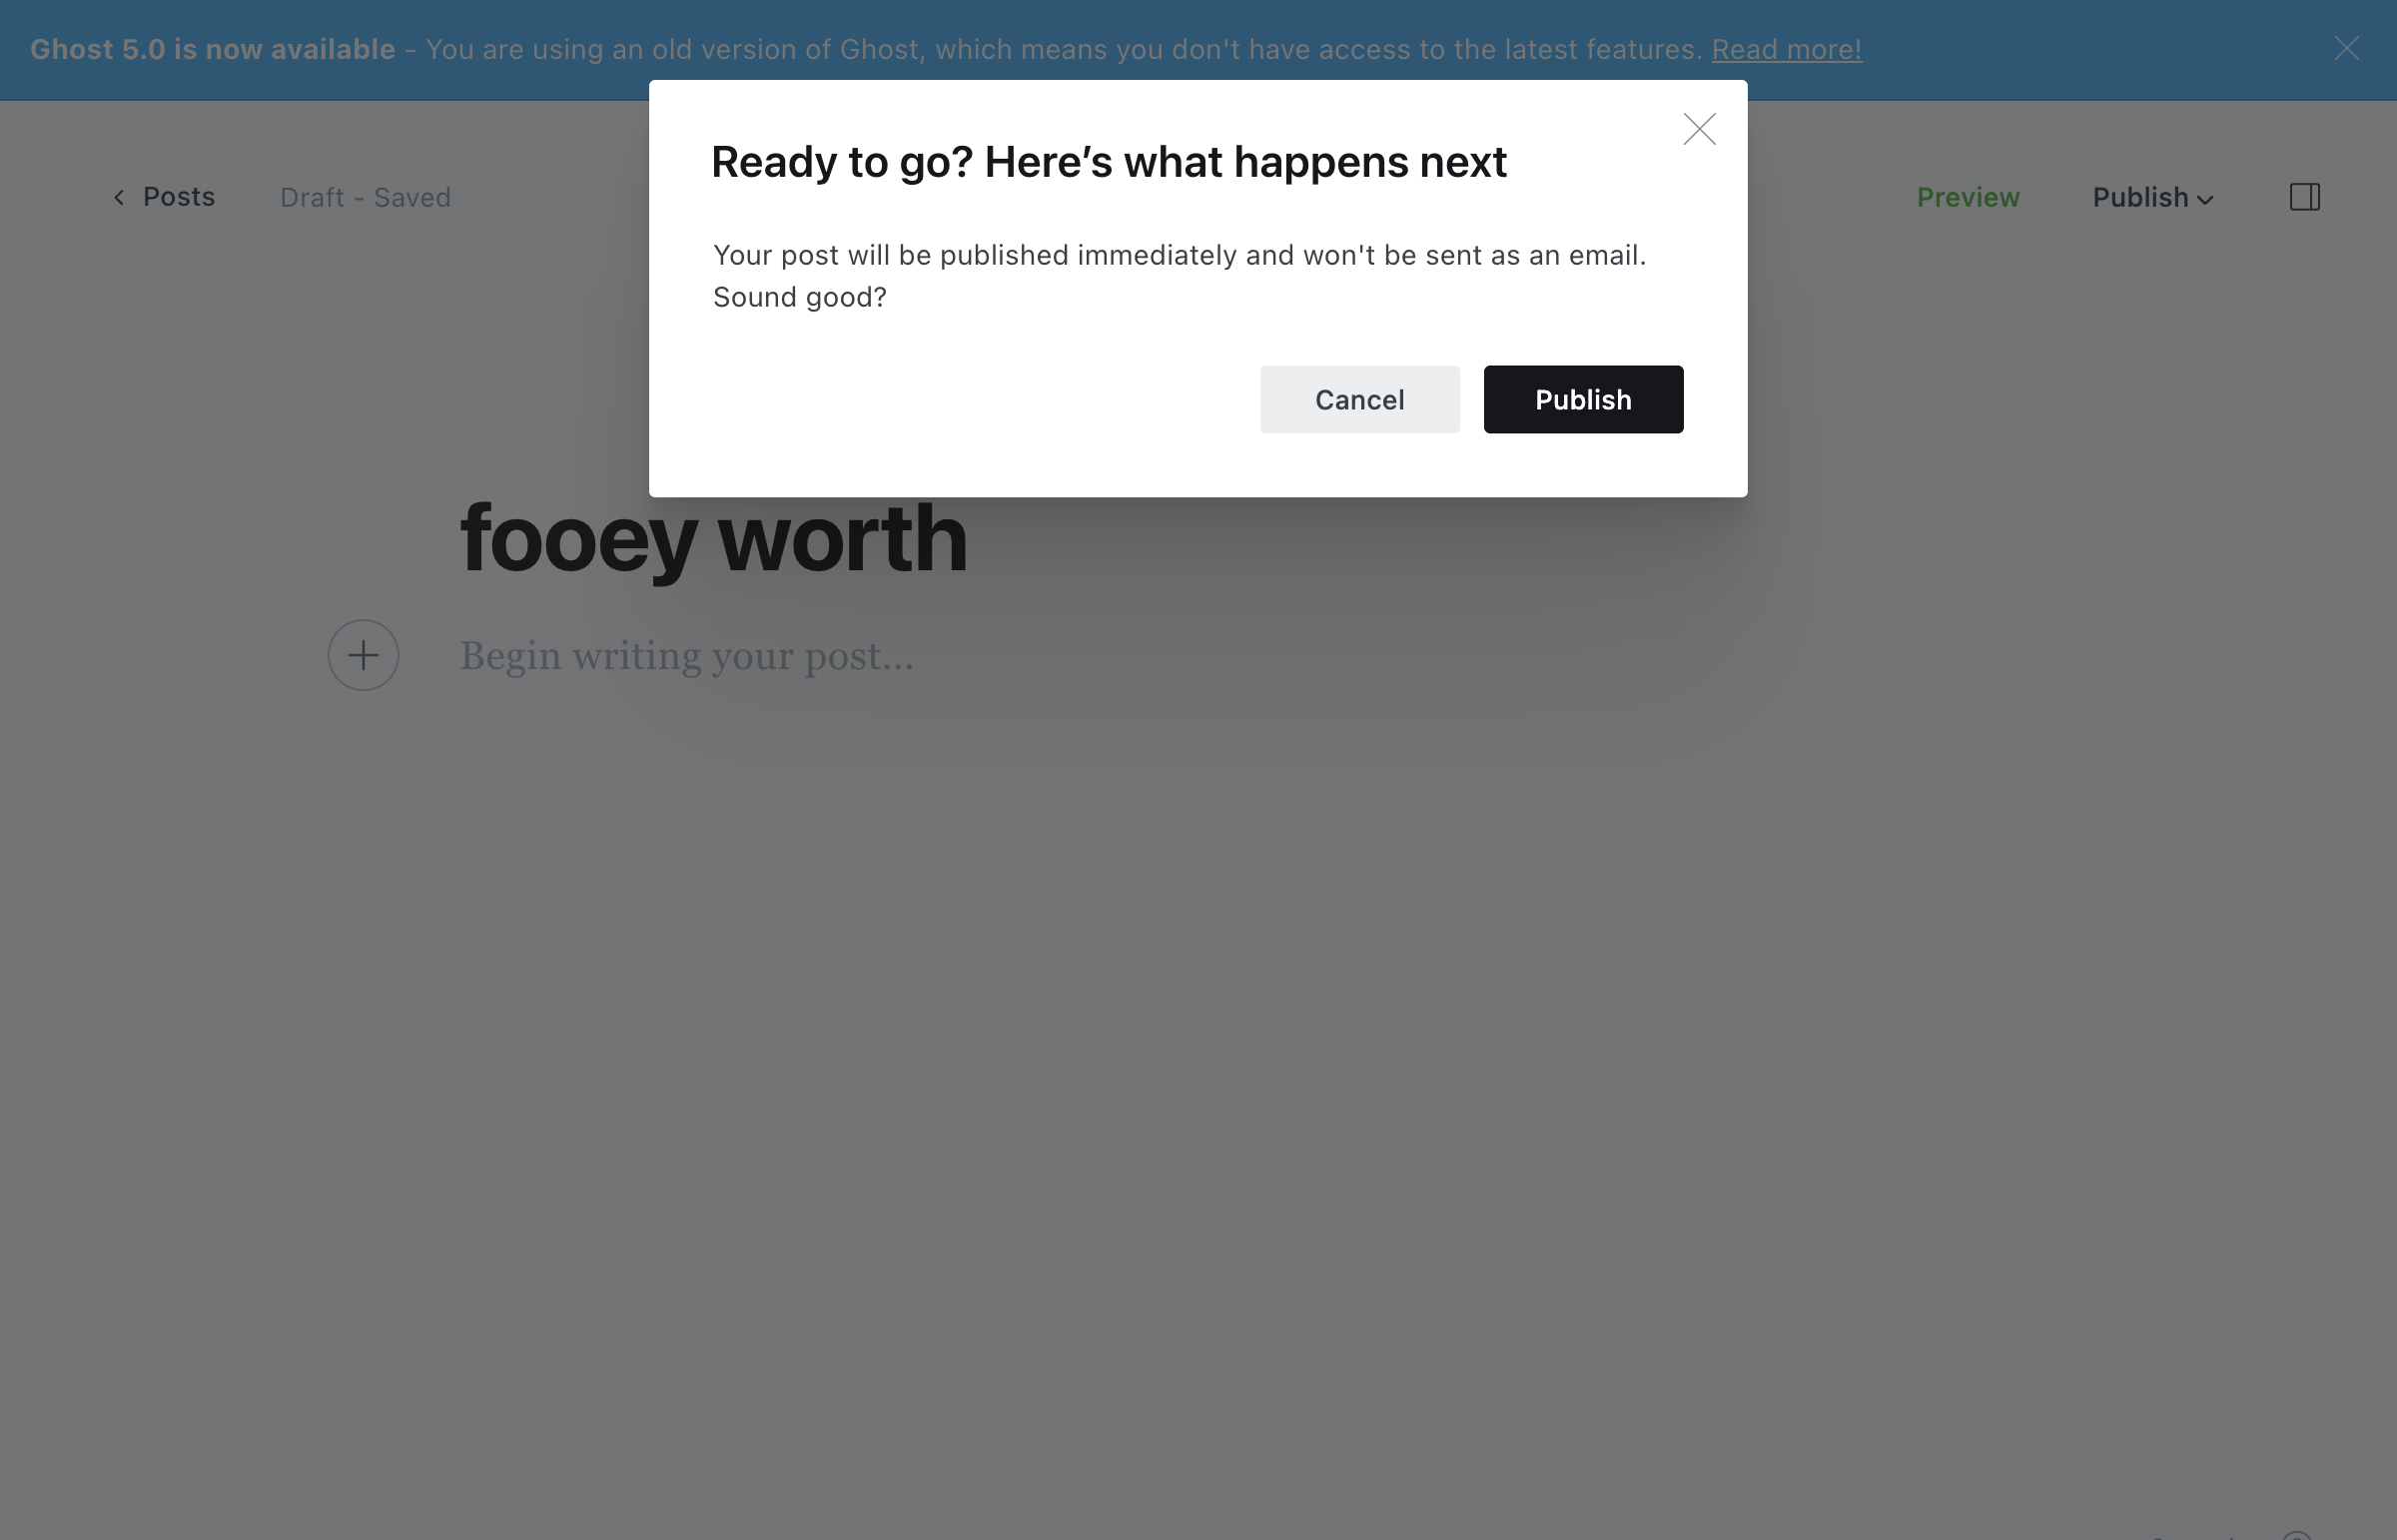 Ghost 5.0 is now available - You are using an old version of Ghost, which means you don't have access to the latest features. Read more!
Ready to go? Here’s what happens next
Posts
Draft - Saved
Preview
Publish
Your post will be published immediately and won't be sent as an email.
Sound good?
Cancel
Publish
fooey worth
Begin writing your post...